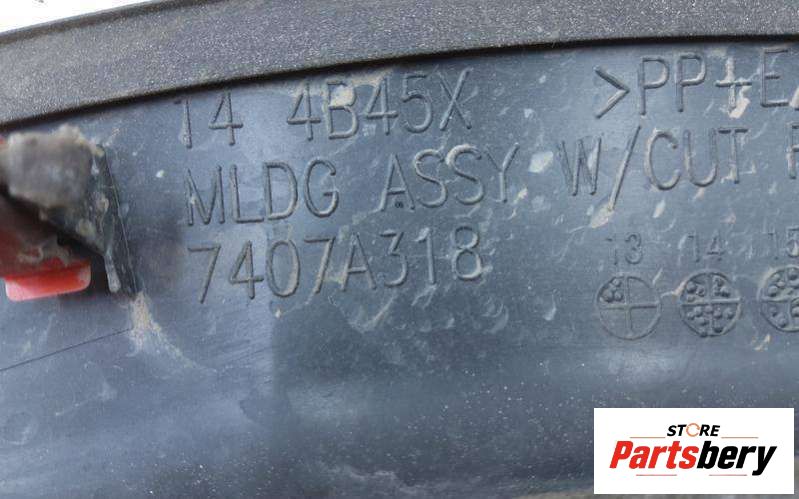 14 4B45X >PP+E
MLDG ASSY W/CUT
7407A318
13 14 15
STORE
Partsbery